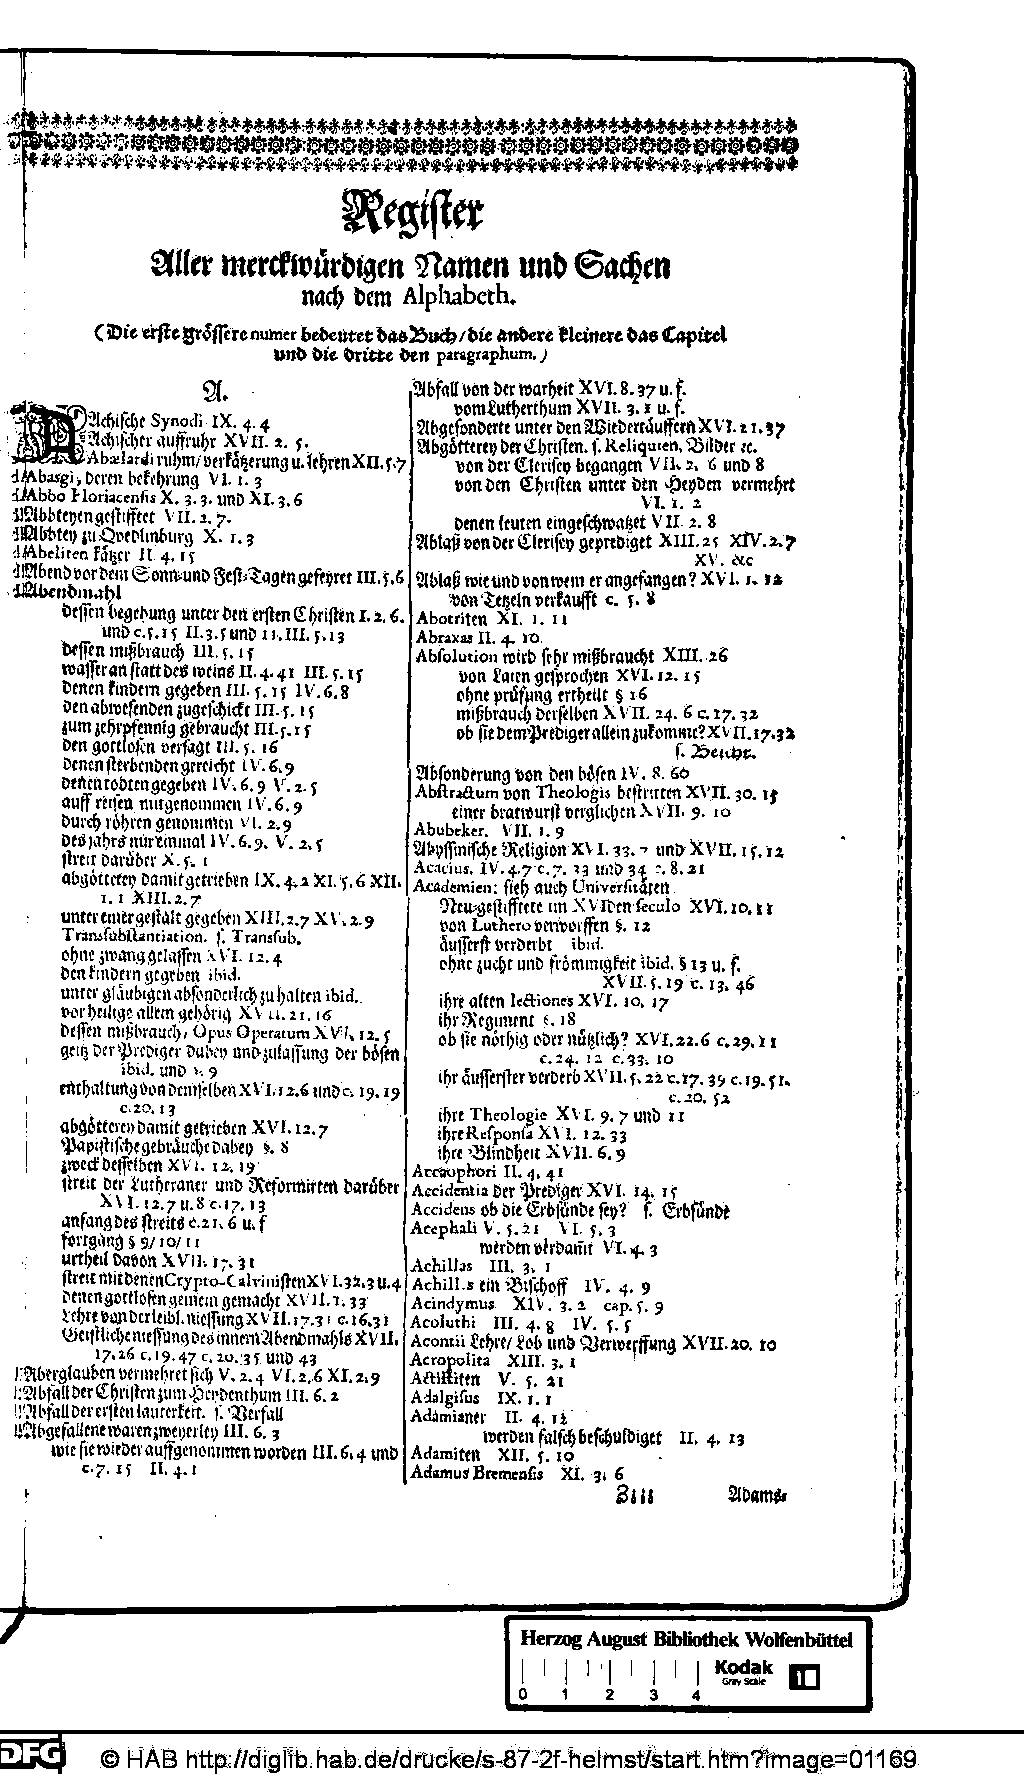 Register
Aller merckwürdigen Namen und Sachen
nach dem Alphabeth.
(Die erste grössere numer bedeutet das Buch/ die andere kleinere das Capitel
und die dritte den paragraphum.)
A.
Achische Synodi IX. 4. 4
Achischer auffruhr XVII. 2. 5.
Abælardi ruhm/ verkätzerung u. lehren XII. 5. 7
Abasgi, deren bekehrung VI. 1. 3
Abbo Floriacensis X. 3. 3. und XI. 3. 6
Abbteyen gestifftet VII. 2. 7.
Abbtey zu Qvedlinburg X. 1. 3
Abeliten kätzer II. 4. 15
Abend vor dem Sonn- und Fest-Tagen gefeyret III. 5. 6
Abendmahl
dessen begehung unter den ersten Christen I. 2. 6.
und c. 5. 15 II. 3. 5 und 11. III. 5. 13
dessen mißbrauch III. 5. 15
wasser an statt des weins II. 4. 41 III. 5. 15
denen kindern gegeben III. 5. 15 IV. 6. 8
den abwesenden zugeschickt III. 5. 15
zum zehrpfennig gebraucht III. 5. 15
den gottlosen versagt III. 5. 16
denen sterbenden gereicht IV. 6. 9
denen todten gegeben IV. 6. 9 V. 2. 5
auff reisen mitgenommen IV. 6. 9
durch röhren genommen VI. 2. 9
des jahrs nur einmal IV. 6. 9. V. 2. 5
streit darüber X. 5. 1
abgötterey damit getrieben IX. 4. 2 XI. 5. 6 XII.
1. 1 XIII. 2. 7
unter einer gestalt gegeben XIII. 2. 7 XV. 2. 9
Transsubstantiation. s. Transsub.
ohne zwang gelassen XVI. 12. 4
den kindern gegeben ibid.
unter gläubigen absonderlich zu halten ibid.
vor heilige allein gehörig XVII. 21. 16
dessen mißbrauch/ Opus Operatum XVI. 12. 5
geitz der Prediger dabey und zulassung der bösen
ibid. und s. 9
enthaltung von demselben XVI. 12. 6 und c. 19. 19
c. 20. 13
abgötterey damit getrieben XVI. 12. 7
Papistische gebräuche dabey §. 8
zweck desselben XVI. 12. 19
streit der Lutheraner und Reformirten darüber
XVI. 12. 7 u. 8 c. 17. 13
anfang des streits c. 21. 6 u. f
fortgang § 9/ 10/ 11
urtheil davon XVII. 17. 31
streit mit denen Crypto-Calvinisten XVI. 32. 3 u. 4
denen gottlosen gemein gemacht XVII. 1. 33
Lehre von der leibl. niessung XVII. 17. 31 c. 16. 31
Geistliche niessung des innern Abendmahls XVII.
17. 26 c. 19. 47 c. 20. 35 und 43
Aberglauben vermehret sich V. 2. 4 VI. 2. 6 XI. 2. 9
Abfall der Christen zum Heydenthum III. 6. 2
Abfall der ersten lauterkeit. s. Verfall
Abgefallene waren zweyerley III. 6. 3
wie sie wieder auffgenommen worden III. 6. 4 und
c. 7. 15 II. 4. 1
Abfall von der warheit XVI. 8. 37 u. f.
vom Lutherthum XVII. 3. 1 u. f.
Abgesonderte unter den Wiedertäuffern XVI. 21. 37
Abgötterey der Christen. s. Reliquien, Bilder ec.
von der Clerisey begangen VII. 2. 6 und 8
von den Christen unter den Heyden vermehrt
VI. 1. 2
denen leuten eingeschwatzet VII. 2. 8
Ablaß von der Clerisey geprediget XIII. 25 XIV. 2. 7
XV. &c
Ablaß wie und von wem er angefangen? XVI. 1. 12
von Tetzeln verkaufft c. 5. 8
Abotriten XI. 1. 11
Abraxas II. 4. 10.
Absolution wird sehr mißbraucht XIII. 26
von Laien gesprochen XVI. 12. 15
ohne prüfung ertheilt § 16
mißbrauch derselben XVII. 24. 6 c. 17. 32
ob sie dem Prediger allein zukomme? XVII. 17. 32
s. Beicht.
Absonderung von den bösen IV. 8. 60
Abstractum von Theologis bestritten XVII. 30. 15
einer bratwurst verglichen XVII. 9. 10
Abubeker. VII. 1. 9
Abyssinische Religion XVI. 33. 7 und XVII. 15. 12
Acacius. IV. 4. 7 c. 7. 33 und 34 c. 8. 21
Academien: sieh auch Universitäten
Neu-gestifftete im XVIden seculo XVI. 10. 11
von Luthero verworffen §. 12
äusserst verderbt ibid.
ohne zucht und frömmigkeit ibid. § 13 u. f.
XVII. 5. 19 c. 13. 46
ihre alten lectiones XVI. 10. 17
ihr Regiment §. 18
ob sie nöthig oder nützlich? XVI. 22. 6 c. 29. 11
c. 24. 12 c. 33. 10
ihr äusserster verderb XVII. 5. 22 c. 17. 39 c. 19. 51.
c. 20. 52
ihre Theologie XVI. 9. 7 und 11
ihre Responsa XVI. 12. 33
ihre Blindheit XVII. 6. 9
Acesophori II. 4. 41
Accidentia der Prediger XVI. 14. 15
Accidens ob die Erbsünde sey? s. Erbsünde
Acephali V. 5. 21 VI. 5. 3
werden verdam̄t VI. 4. 3
Achillas III. 3. 1
Achilles ein Bischoff IV. 4. 9
Acindymus XIV. 3. 2 cap. 5. 9
Acoluthi III. 4. 8 IV. 5. 5
Acontii Lehre/ Lob und Verwerffung XVII. 20. 10
Acropolita XIII. 3. 1
Actistiten V. 5. 21
Adalgisus IX. 1. 1
Adamianer II. 4. 12
werden falsch beschuldiget II. 4. 13
Adamiten XII. 5. 10
Adamus Bremensis XI. 3. 6
Ziii
Adams-
Herzog August Bibliothek Wolfenbüttel
Kodak
Gray Scale
0 1 2 3 4
DFG
© HAB http://diglib.hab.de/drucke/s-87-2f-helmst/start.htm?image=01169